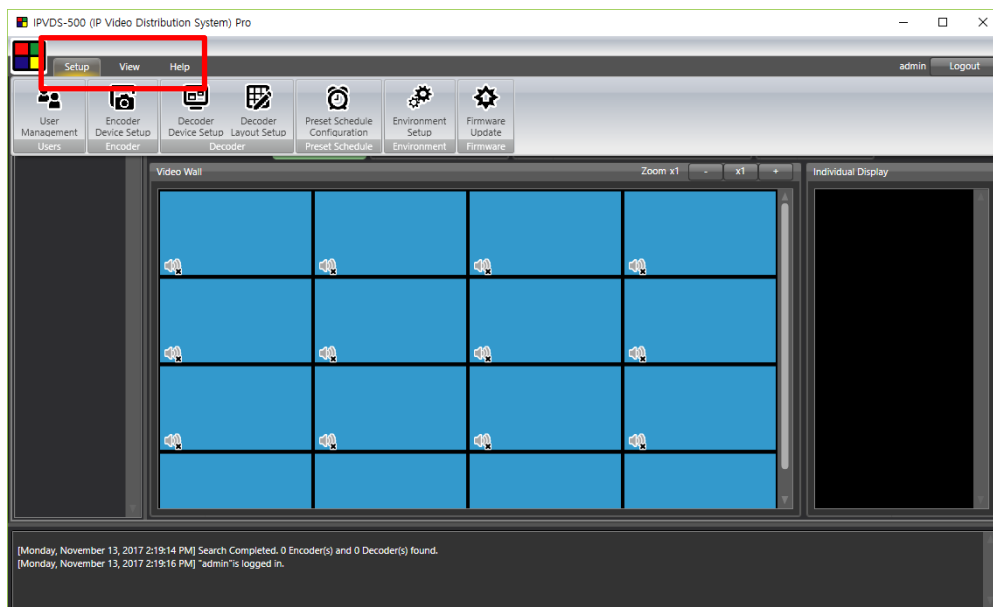 IPVDS-500 (IP Video Distribution System) Pro
Setup View Help admin Logout
User Management
Encoder Device Setup
Decoder Device Setup
Decoder Layout Setup
Preset Schedule Configuration
Environment Setup
Firmware Update
Users Encoder Decoder Preset Schedule Environment Firmware
Video Wall Zoom x1 - x1 + Individual Display
[Monday, November 13, 2017 2:19:14 PM] Search Completed. 0 Encoder(s) and 0 Decoder(s) found.
[Monday, November 13, 2017 2:19:16 PM] "admin"is logged in.